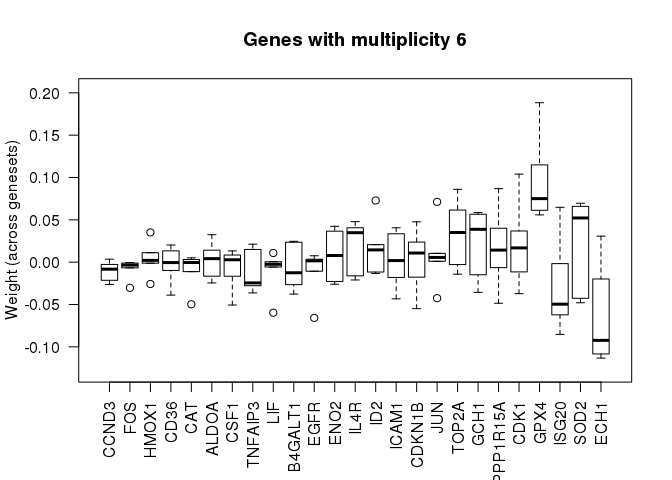 Genes with multiplicity 6
Weight (across genesets)
0.20
0.15
0.10
0.05
0.00
-0.05
-0.10
CCND3
FOS
HMOX1
CD36
CAT
ALDOA
CSF1
TNFAIP3
LIF
B4GALT1
EGFR
ENO2
IL4R
ID2
ICAM1
CDKN1B
JUN
TOP2A
GCH1
PPP1R15A
CDK1
GPX4
ISG20
SOD2
ECH1